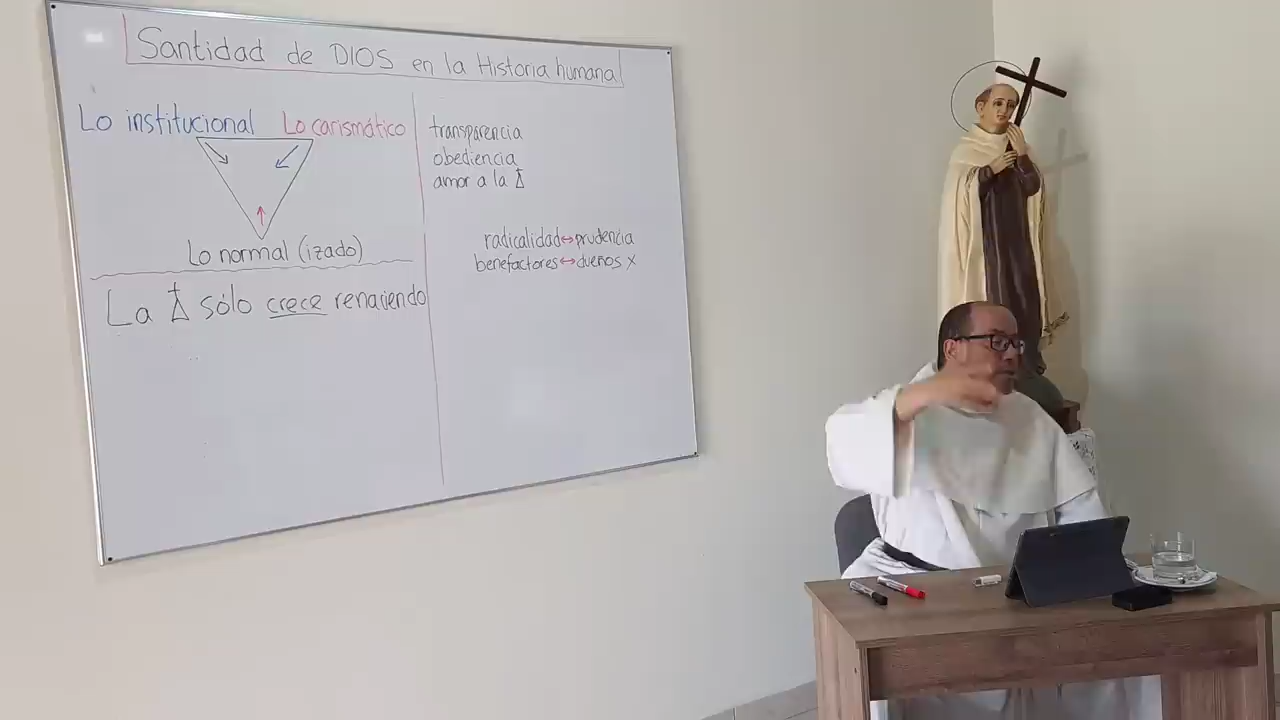 Santidad de DIOS en la Historia humana
Lo institucional
Lo carismático
Lo normal (izado)
La sólo crece renaciendo
transparencia
obediencia
amor a la
radicalidad ↔ prudencia
benefactores ↔ dueños x